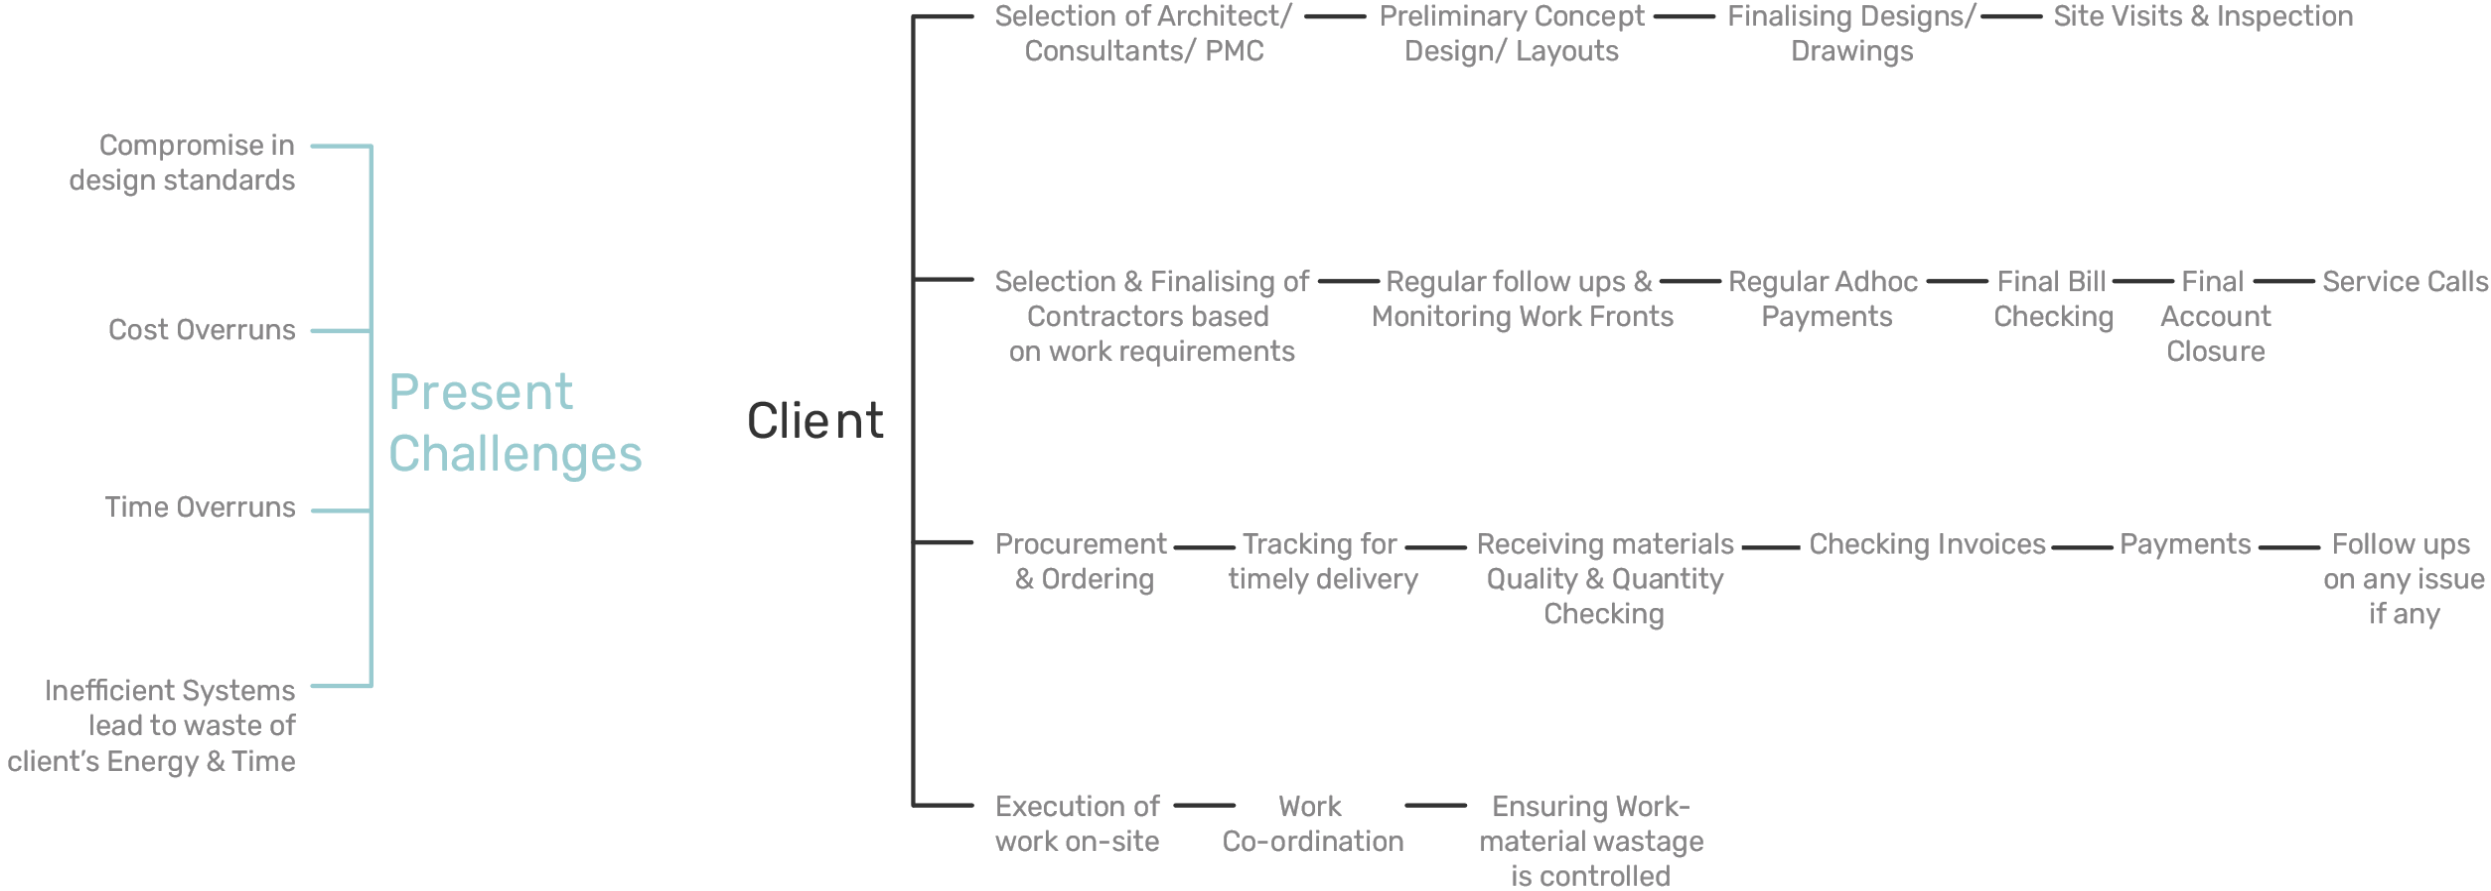 Compromise in
design standards
Cost Overruns
Time Overruns
Inefficient Systems
lead to waste of
client's Energy & Time
Present
Challenges
Client
Selection of Architect/
Consultants/ PMC
Preliminary Concept
Design/ Layouts
Finalising Designs/
Drawings
Site Visits & Inspection
Selection & Finalising of
Contractors based
on work requirements
Regular follow ups &
Monitoring Work Fronts
Regular Adhoc
Payments
Final Bill
Checking
Final
Account
Closure
Service Calls
Procurement
& Ordering
Tracking for
timely delivery
Receiving materials
Quality & Quantity
Checking
Checking Invoices
Payments
Follow ups
on any issue
if any
Execution of
work on-site
Work
Co-ordination
Ensuring Work-
material wastage
is controlled